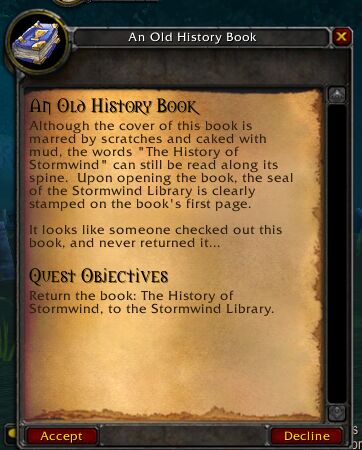 An Old History Book
An Old History Book
Although the cover of this book is
marred by scratches and caked with
mud, the words "The History of
Stormwind" can still be read along its
spine. Upon opening the book, the seal
of the Stormwind Library is clearly
stamped on the book's first page.
It looks like someone checked out this
book, and never returned it...
Quest Objectives
Return the book: The History of
Stormwind, to the Stormwind Library.
Accept
Decline